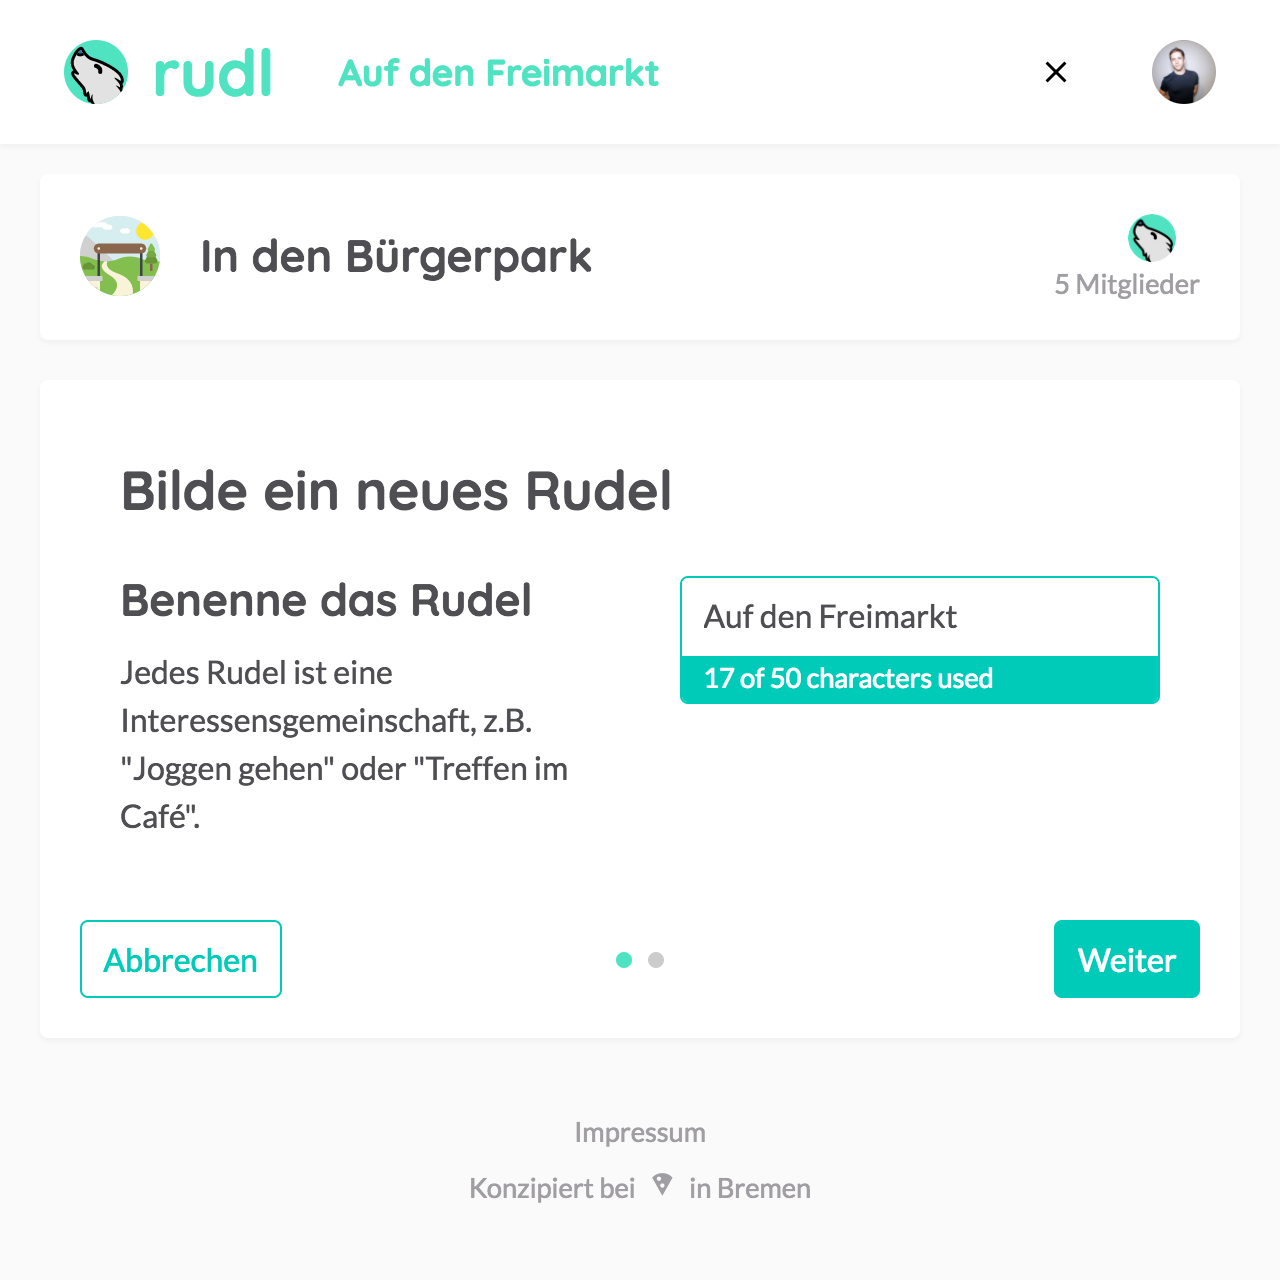 rudl
Auf den Freimarkt
In den Bürgerpark
5 Mitglieder
Bilde ein neues Rudel
Benenne das Rudel
Jedes Rudel ist eine
Interessensgemeinschaft, z.B.
"Joggen gehen" oder "Treffen im
Café".
Auf den Freimarkt
17 of 50 characters used
Abbrechen
Weiter
Impressum
Konzipiert bei in Bremen